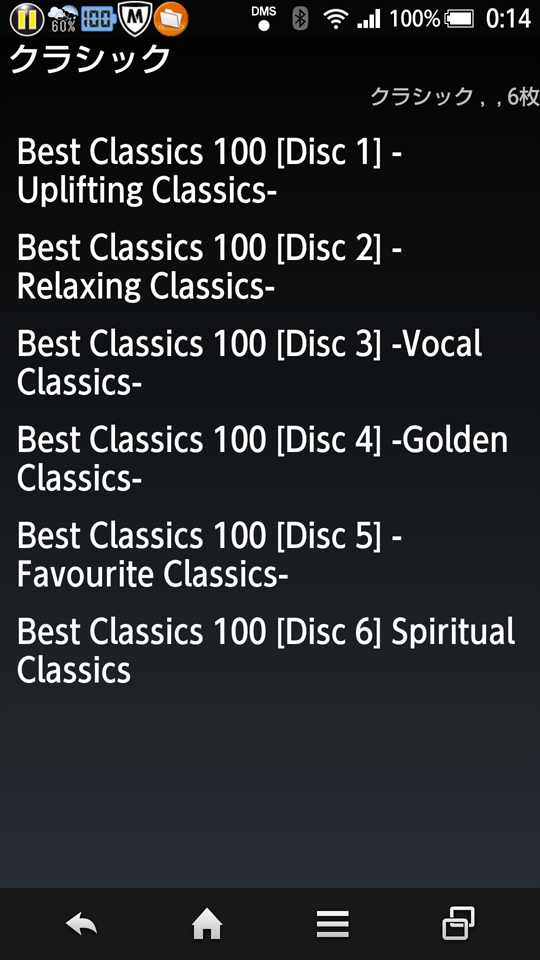 60% 100 M DMS 100% 0:14
クラシック
クラシック , , 6枚
Best Classics 100 [Disc 1] -
Uplifting Classics-
Best Classics 100 [Disc 2] -
Relaxing Classics-
Best Classics 100 [Disc 3] -Vocal
Classics-
Best Classics 100 [Disc 4] -Golden
Classics-
Best Classics 100 [Disc 5] -
Favourite Classics-
Best Classics 100 [Disc 6] Spiritual
Classics